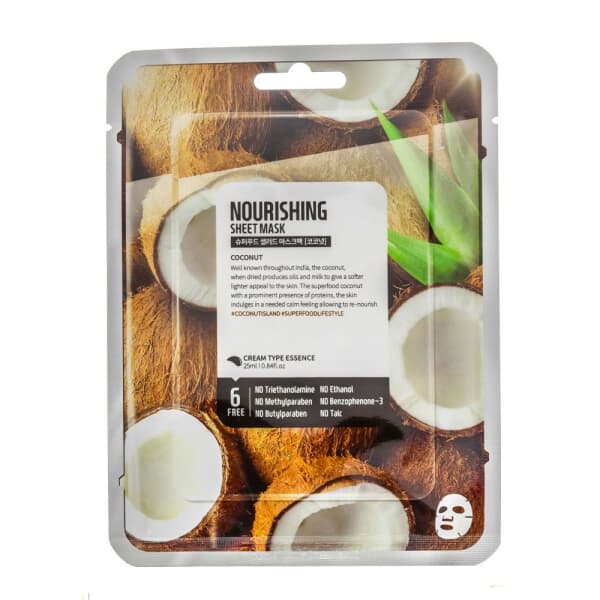 NOURISHING
SHEET MASK
슈퍼푸드 샐러드 마스크팩 [코코넛]
COCONUT
Well known throughout India, the coconut,
when dried produces oils and milk to give a softer
lighter appeal to the skin. The superfood coconut
with a prominent presence of proteins, the skin
indulges in a needed calm feeling allowing to re-nourish.
#COCONUTISLAND #SUPERFOODLIFESTYLE
CREAM TYPE ESSENCE
25ml / 0.84fl.oz
6 FREE
NO Triethanolamine NO Ethanol
NO Methylparaben NO Benzophenone-3
NO Butylparaben NO Talc